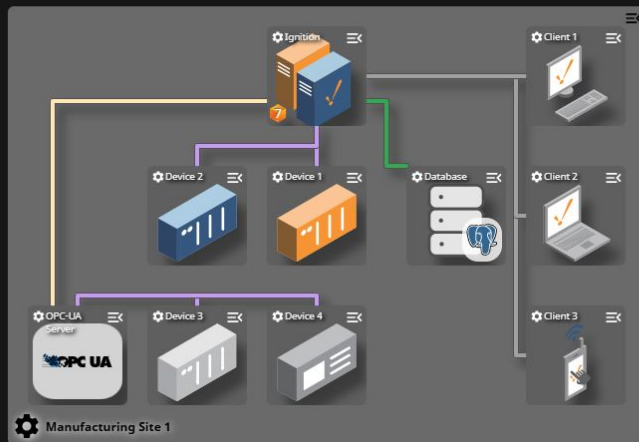 Ignition
Client 1
7
Device 2
Device 1
Database
Client 2
OPC-UA
Server
Device 3
Device 4
Client 3
OPC UA
Manufacturing Site 1